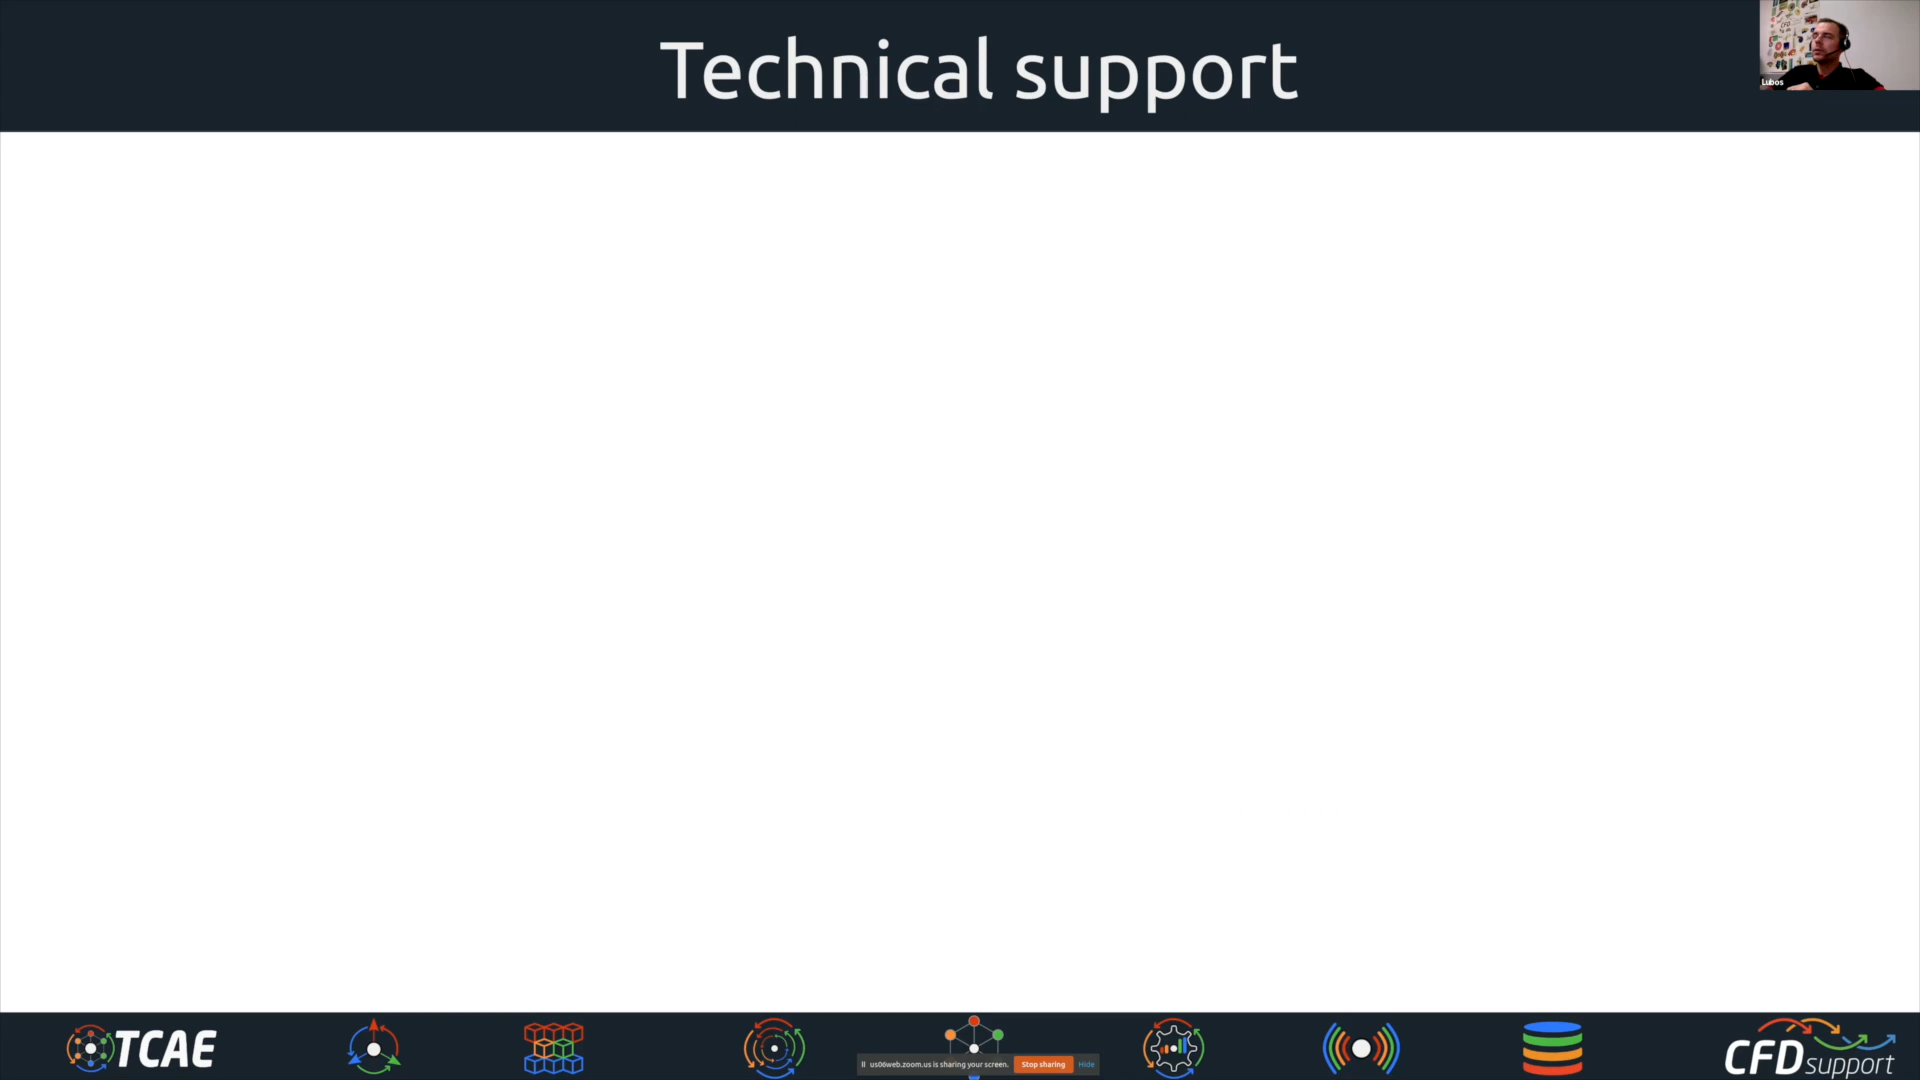 Technical support
Lubos
TCAE
us06web.zoom.us is sharing your screen. Stop sharing Hide
CFD support